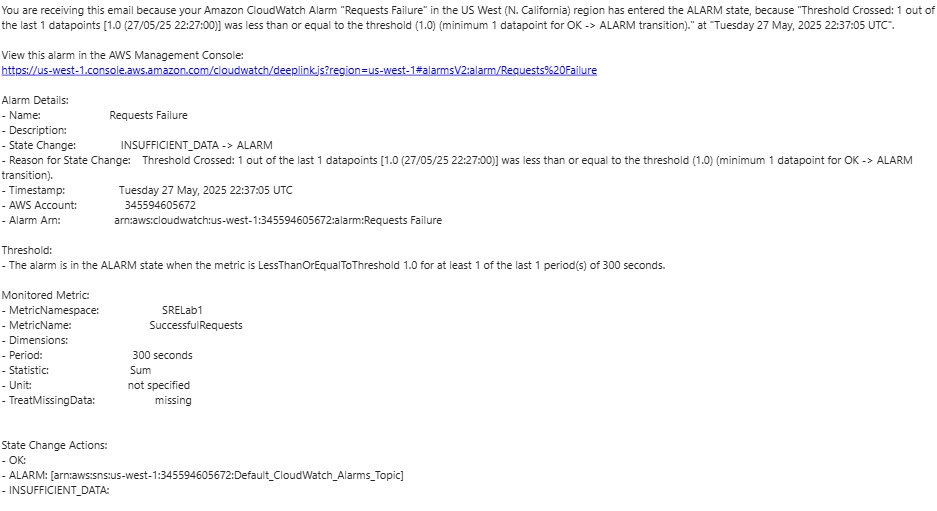 You are receiving this email because your Amazon CloudWatch Alarm "Requests Failure" in the US West (N. California) region has entered the ALARM state, because "Threshold Crossed: 1 out of
the last 1 datapoints [1.0 (27/05/25 22:27:00)] was less than or equal to the threshold (1.0) (minimum 1 datapoint for OK -> ALARM transition)." at "Tuesday 27 May, 2025 22:37:05 UTC".
View this alarm in the AWS Management Console:
https://us-west-1.console.aws.amazon.com/cloudwatch/deeplink.js?region=us-west-1#alarmsV2:alarm/Requests%20Failure
Alarm Details:
- Name: Requests Failure
- Description:
- State Change: INSUFFICIENT_DATA -> ALARM
- Reason for State Change: Threshold Crossed: 1 out of the last 1 datapoints [1.0 (27/05/25 22:27:00)] was less than or equal to the threshold (1.0) (minimum 1 datapoint for OK -> ALARM
transition).
- Timestamp: Tuesday 27 May, 2025 22:37:05 UTC
- AWS Account: 345594605672
- Alarm Arn: arn:aws:cloudwatch:us-west-1:345594605672:alarm:Requests Failure
Threshold:
- The alarm is in the ALARM state when the metric is LessThanOrEqualToThreshold 1.0 for at least 1 of the last 1 period(s) of 300 seconds.
Monitored Metric:
- MetricNamespace: SRELab1
- MetricName: SuccessfulRequests
- Dimensions:
- Period: 300 seconds
- Statistic: Sum
- Unit: not specified
- TreatMissingData: missing
State Change Actions:
- OK:
- ALARM: [arn:aws:sns:us-west-1:345594605672:Default_CloudWatch_Alarms_Topic]
- INSUFFICIENT_DATA: